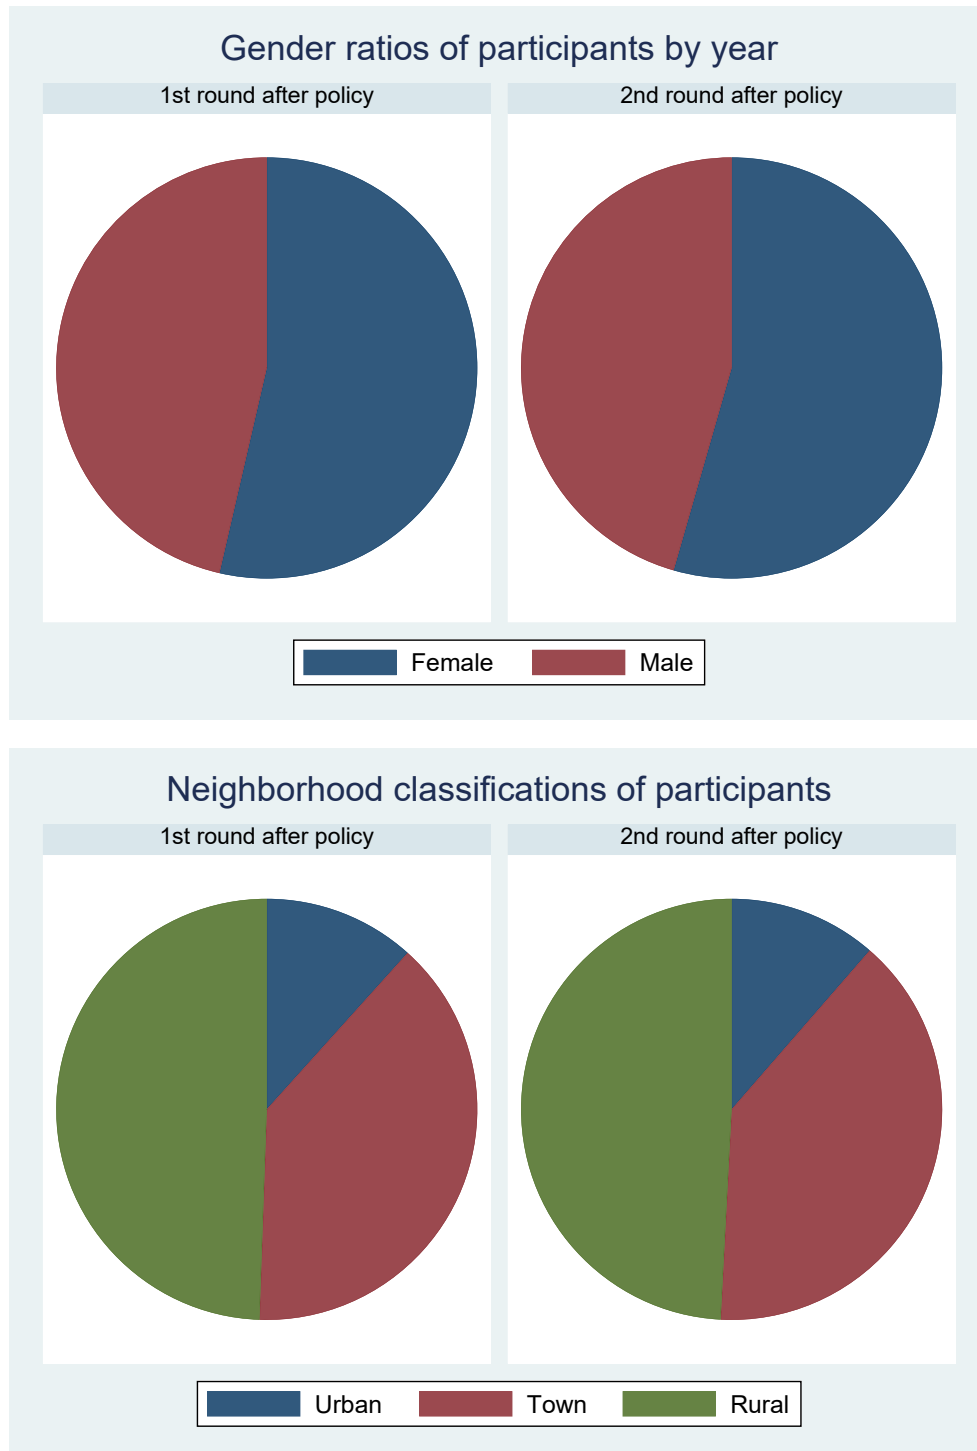 Gender ratios of participants by year
1st round after policy
2nd round after policy
Female
Male
Neighborhood classifications of participants
1st round after policy
2nd round after policy
Urban
Town
Rural